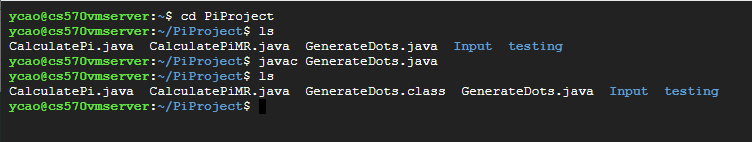 ycao@cs570vmserver:~$ cd PiProject
ycao@cs570vmserver:~/PiProject$ ls
CalculatePi.java  CalculatePiMR.java  GenerateDots.java  Input  testing
ycao@cs570vmserver:~/PiProject$ javac GenerateDots.java
ycao@cs570vmserver:~/PiProject$ ls
CalculatePi.java  CalculatePiMR.java  GenerateDots.class  GenerateDots.java  Input  testing
ycao@cs570vmserver:~/PiProject$